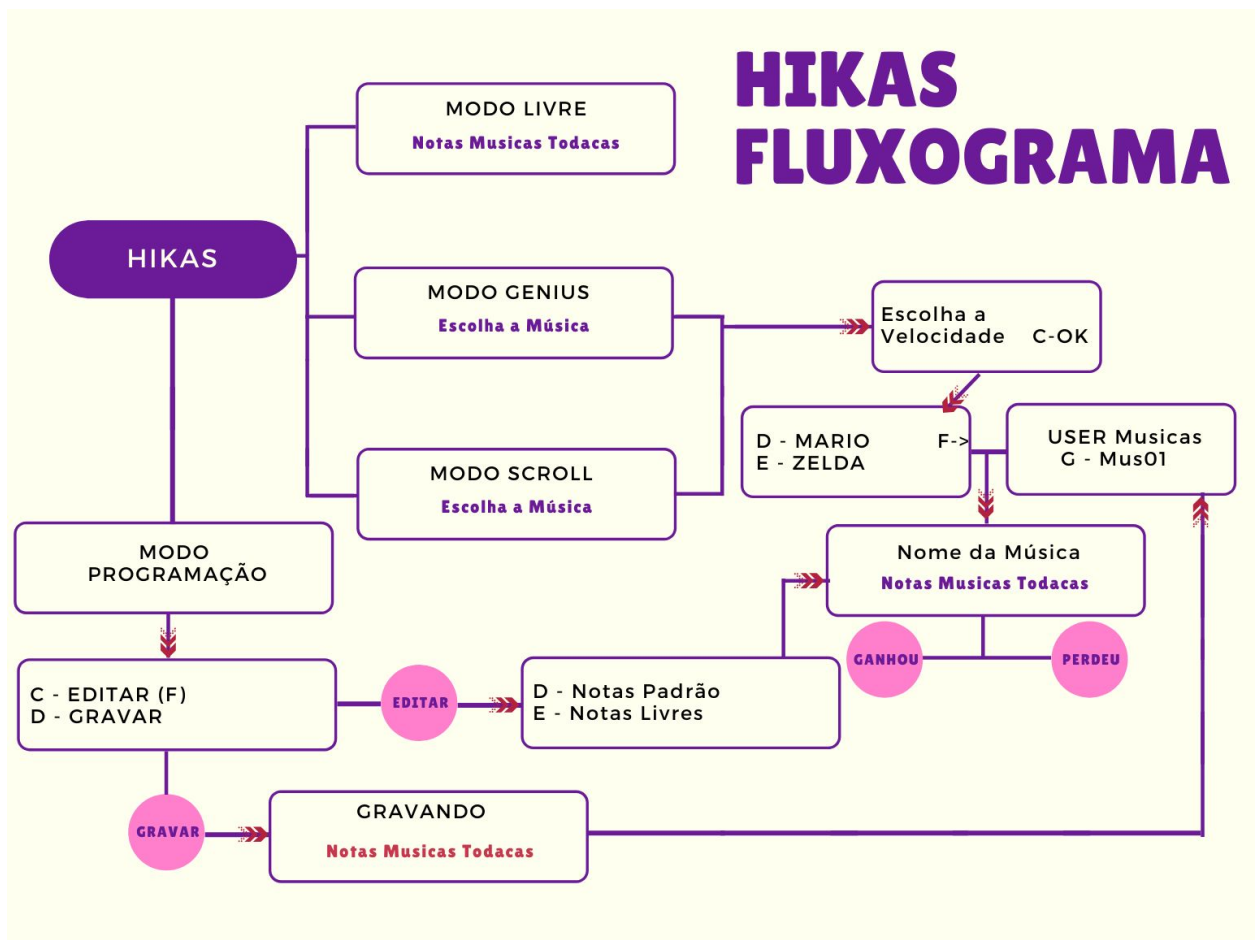 HIKAS
FLUXOGRAMA
MODO LIVRE
Notas Musicas Todacas
HIKAS
MODO GENIUS
Escolha a Música
Escolha a
Velocidade C-OK
MODO SCROLL
Escolha a Música
D - MARIO F->
E - ZELDA
USER Musicas
G - Mus01
MODO
PROGRAMAÇÃO
Nome da Música
Notas Musicas Todacas
GANHOU
PERDEU
C - EDITAR (F)
D - GRAVAR
EDITAR
D - Notas Padrão
E - Notas Livres
GRAVAR
GRAVANDO
Notas Musicas Todacas